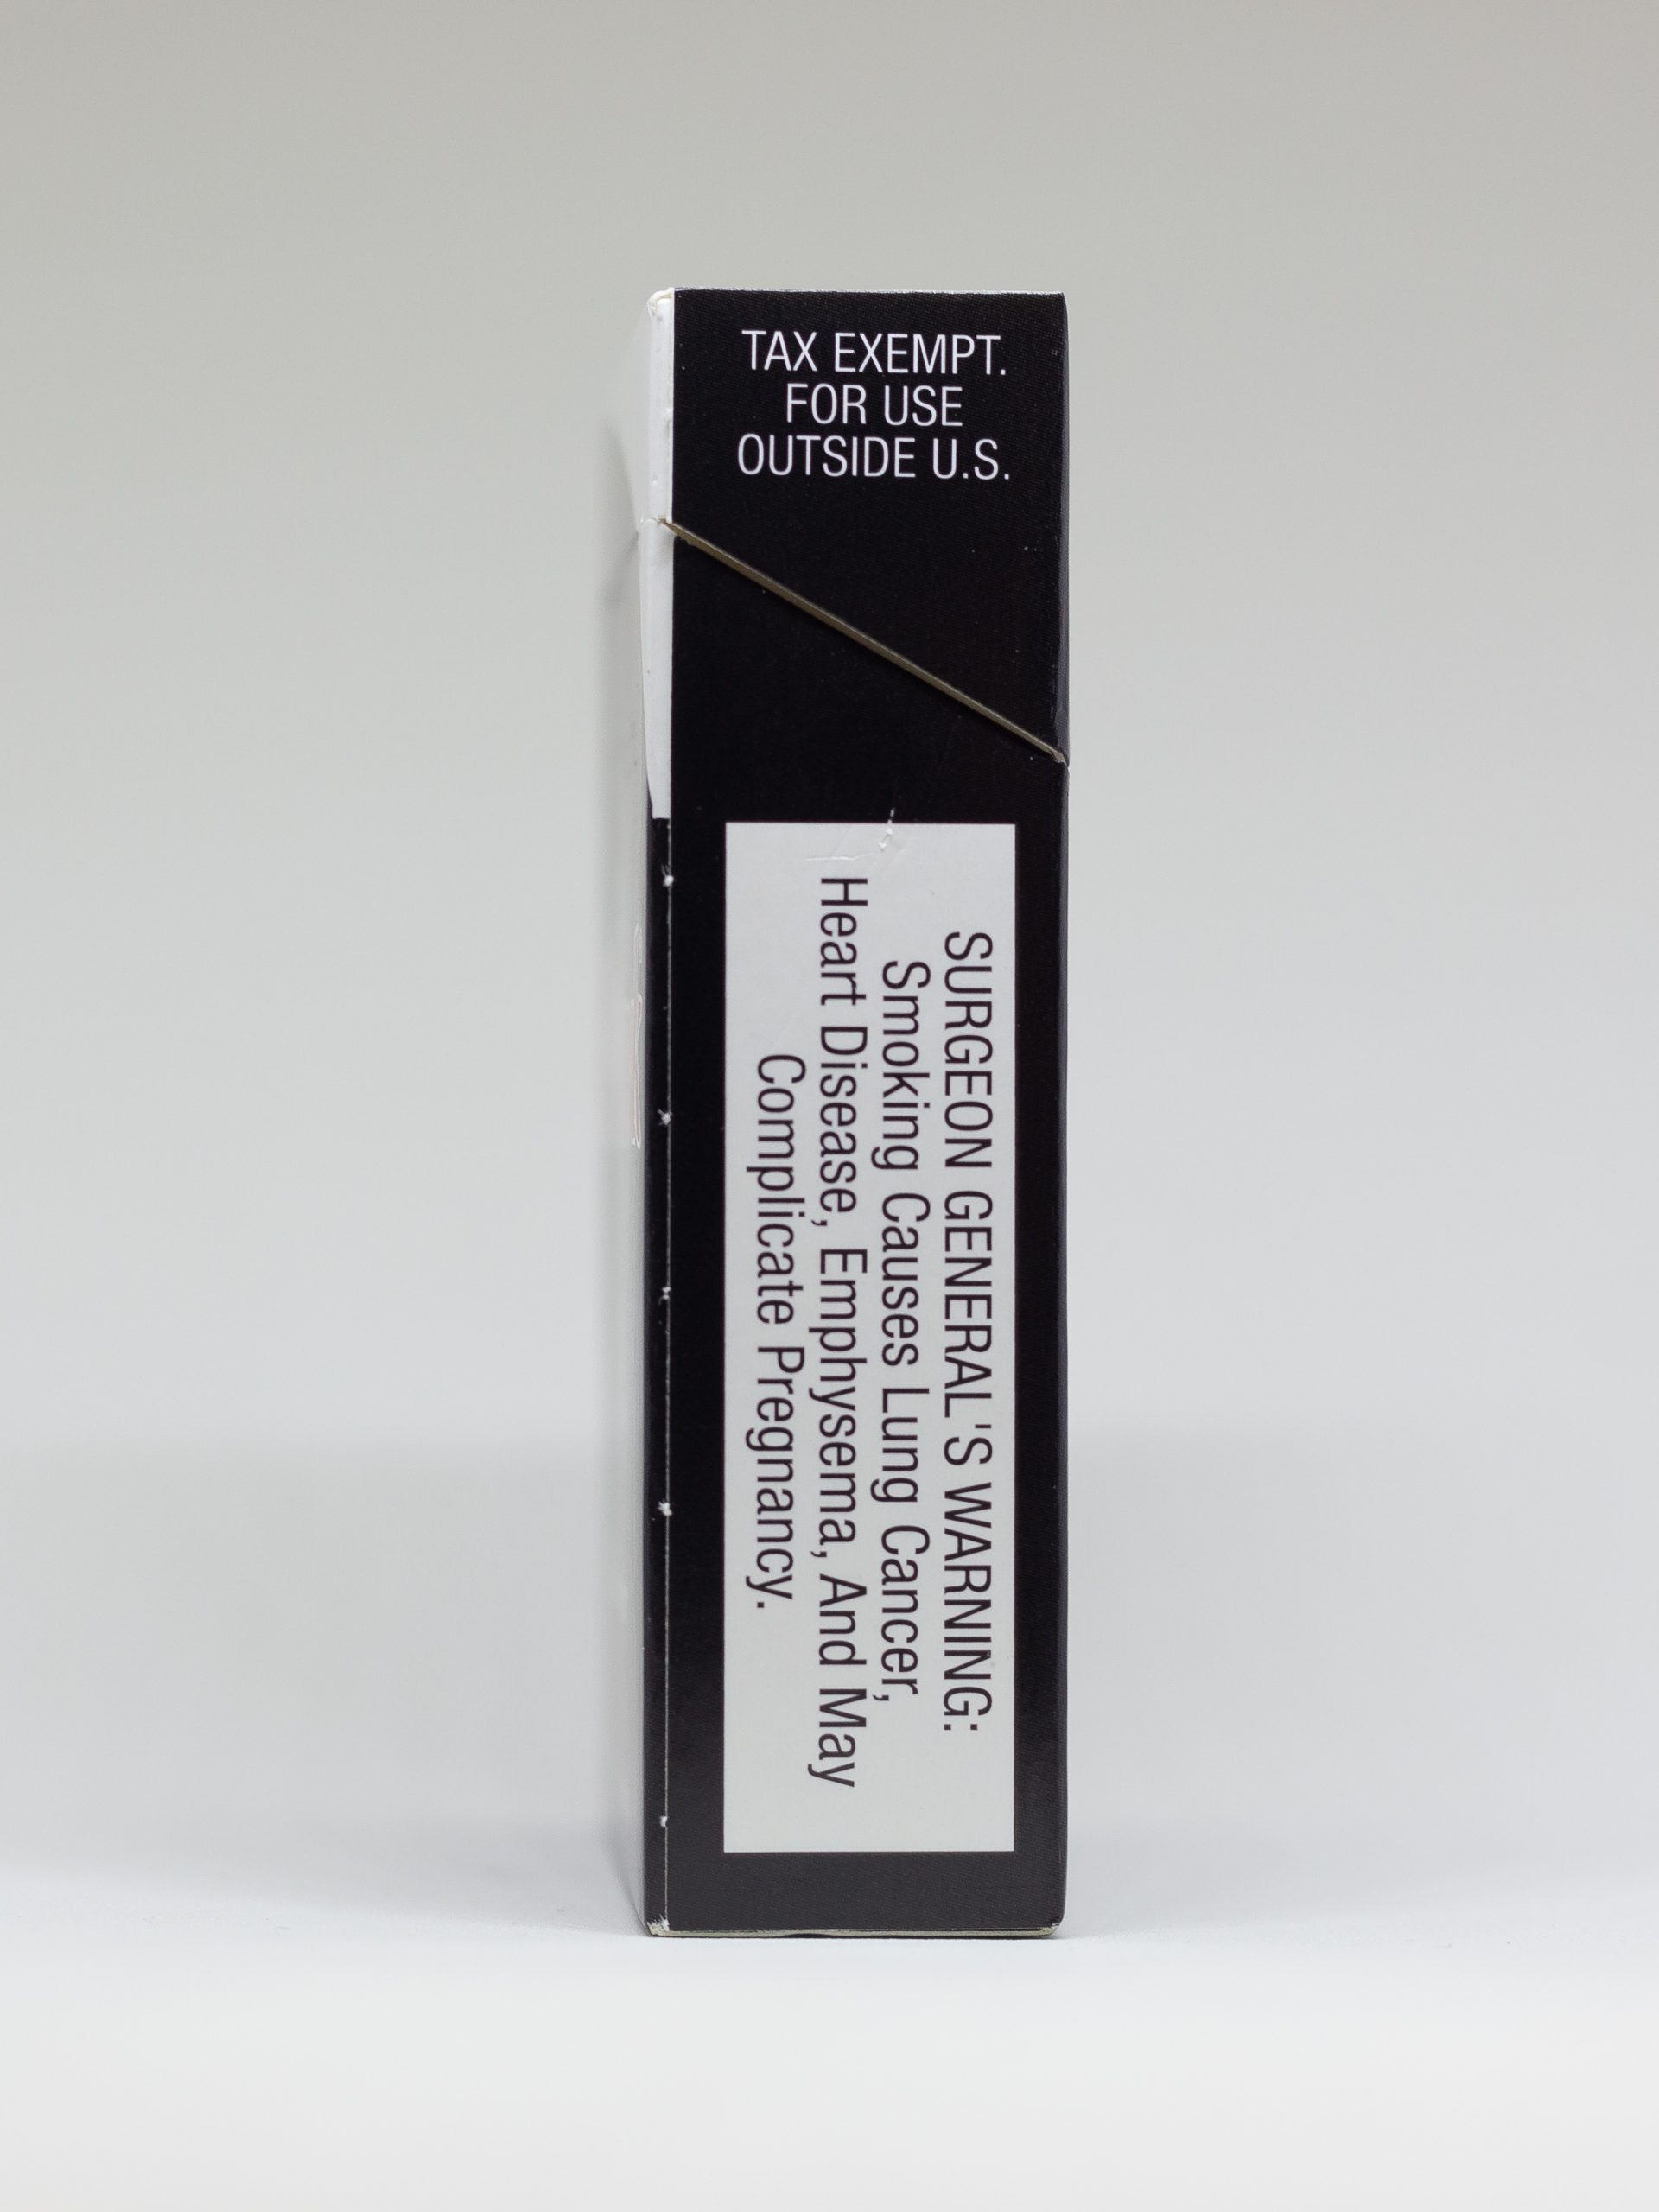 TAX EXEMPT.
FOR USE
OUTSIDE U.S.
SURGEON GENERAL'S WARNING:
Smoking Causes Lung Cancer,
Heart Disease, Emphysema, And May
Complicate Pregnancy.